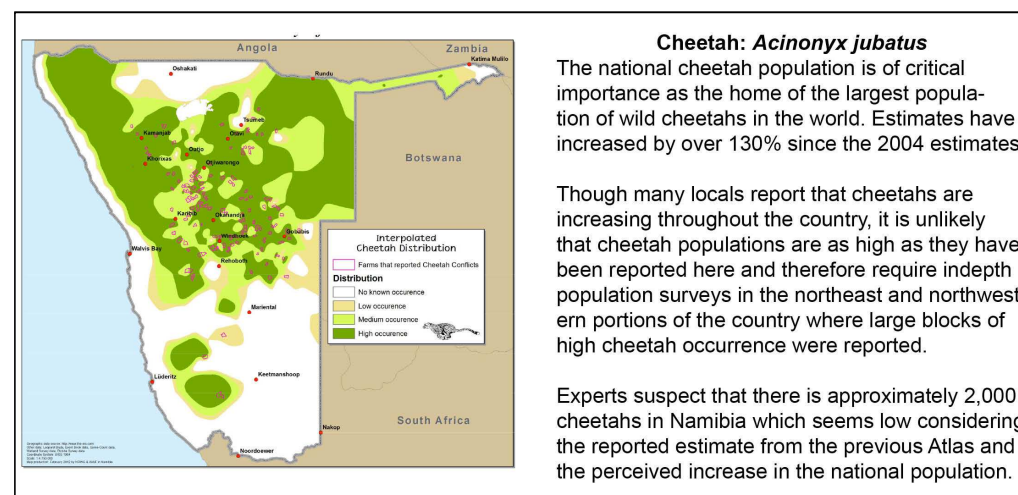 Angola
Zambia
Katima Mulilo
Oshakati
Rundu
Tsumeb
Kamanjab
Otavi
Outjo
Khorixas
Otjiwarongo
Botswana
Karibib
Okahandja
Windhoek
Gobabis
Walvis Bay
Rehoboth
Mariental
Lüderitz
Keetmanshoop
South Africa
Nakop
Noordoewer
Interpolated
Cheetah Distribution
Farms that reported Cheetah Conflicts
Distribution
No known occurence
Low occurence
Medium occurence
High occurence
Cheetah: Acinonyx jubatus
The national cheetah population is of critical
importance as the home of the largest popula-
tion of wild cheetahs in the world. Estimates have
increased by over 130% since the 2004 estimates
Though many locals report that cheetahs are
increasing throughout the country, it is unlikely
that cheetah populations are as high as they have
been reported here and therefore require indepth
population surveys in the northeast and northwest
ern portions of the country where large blocks of
high cheetah occurrence were reported.
Experts suspect that there is approximately 2,000
cheetahs in Namibia which seems low considering
the reported estimate from the previous Atlas and
the perceived increase in the national population.